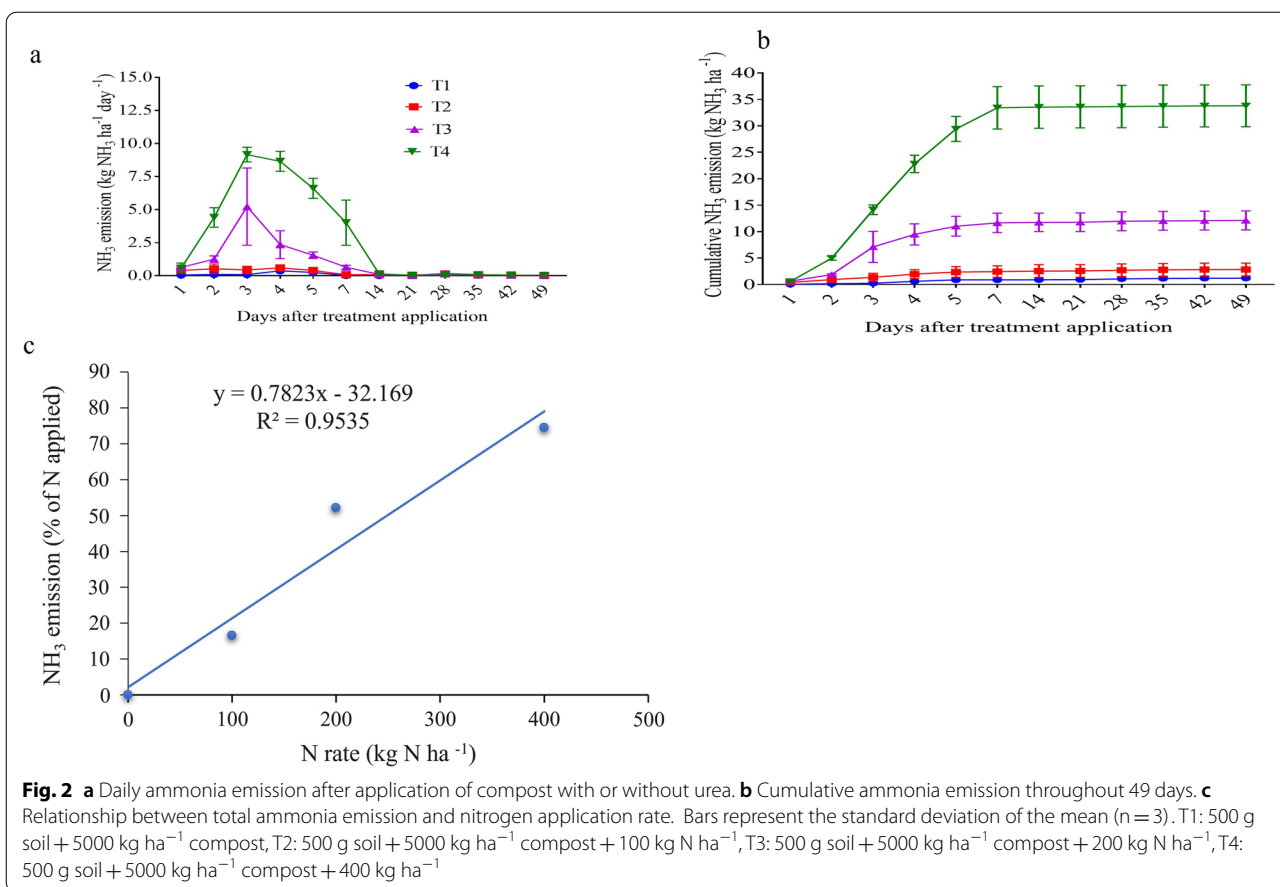 a
NH₃ emission (kg NH₃ ha⁻¹ day ⁻¹)
15.0
12.5
10.0
7.5
5.0
2.5
0.0
T1
T2
T3
T4
1 2 3 4 5 7 14 21 28 35 42 49
Days after treatment application
b
Cumulative NH₃ emission (kg NH₃ ha⁻¹)
40
35
30
25
20
15
10
5
0
1 2 3 4 5 7 14 21 28 35 42 49
Days after treatment application
c
NH₃ emission (% of N applied)
90
80
70
60
50
40
30
20
10
0
y = 0.7823x - 32.169
R² = 0.9535
0 100 200 300 400 500
N rate (kg N ha ⁻¹)
Fig. 2 a Daily ammonia emission after application of compost with or without urea. b Cumulative ammonia emission throughout 49 days. c
Relationship between total ammonia emission and nitrogen application rate. Bars represent the standard deviation of the mean (n = 3). T1: 500 g
soil + 5000 kg ha⁻¹ compost, T2: 500 g soil + 5000 kg ha⁻¹ compost + 100 kg N ha⁻¹, T3: 500 g soil + 5000 kg ha⁻¹ compost + 200 kg N ha⁻¹, T4:
500 g soil + 5000 kg ha⁻¹ compost + 400 kg ha⁻¹